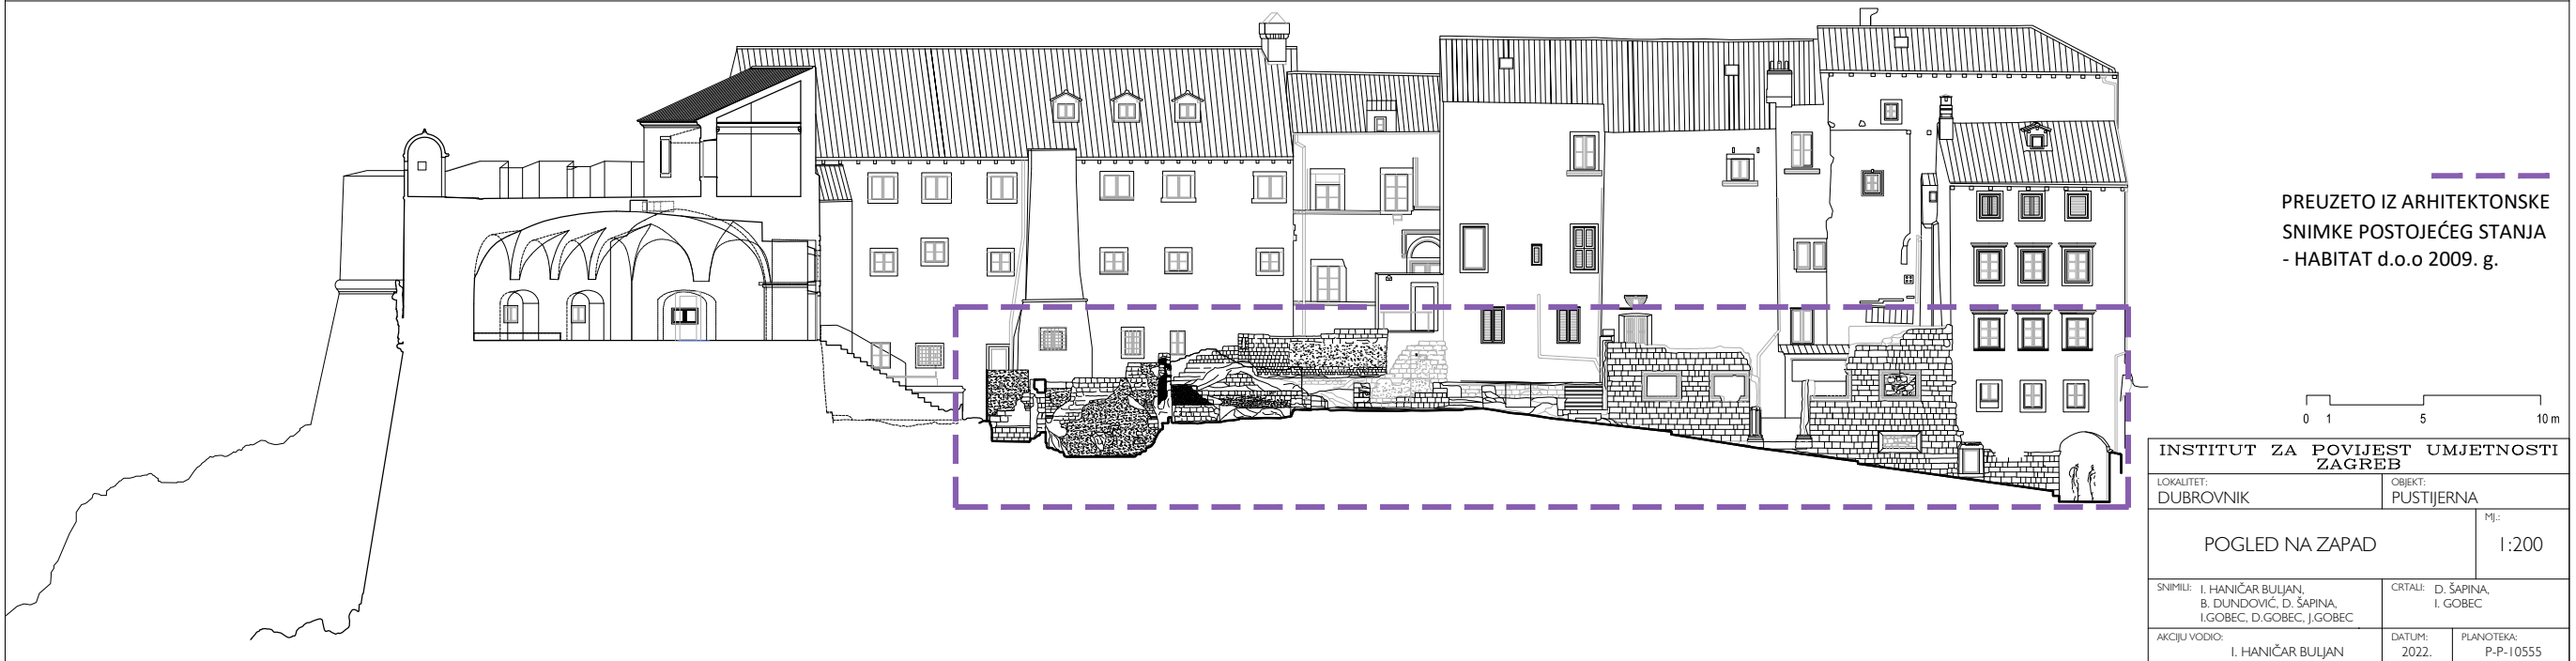 PREUZETO IZ ARHITEKTONSKE
SNIMKE POSTOJEĆEG STANJA
- HABITAT d.o.o 2009. g.
0 1 5 10 m
INSTITUT ZA POVIJEST UMJETNOSTI
ZAGREB
LOKALITET:
DUBROVNIK
OBJEKT:
PUSTIJERNA
POGLED NA ZAPAD
MJ.:
1:200
SNIMILI: I. HANIČAR BULJAN,
B. DUNDOVIĆ, D. ŠAPINA,
I.GOBEC, D.GOBEC, J.GOBEC
CRTALI: D. ŠAPINA,
I. GOBEC
AKCIJU VODIO:
I. HANIČAR BULJAN
DATUM:
2022.
PLANOTEKA:
P-P-10555